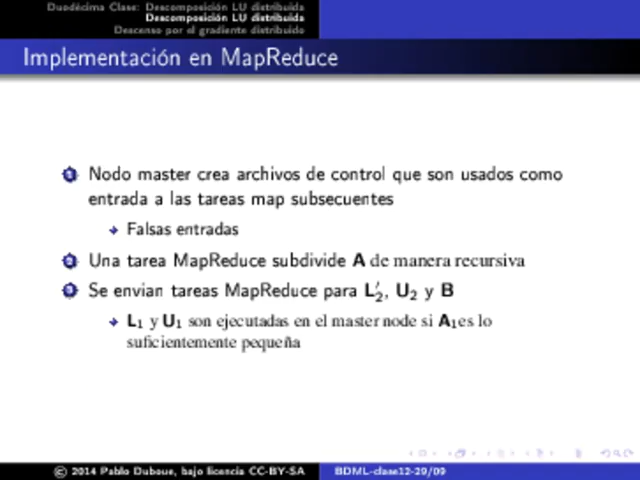 Duodécima Clase: Descomposición LU distribuida
Descomposición LU distribuida
Descenso por el gradiente distribuido
Implementación en MapReduce
1 Nodo master crea archivos de control que son usados como
entrada a las tareas map subsecuentes
Falsas entradas
2 Una tarea MapReduce subdivide A de manera recursiva
3 Se envian tareas MapReduce para L₂′, U₂ y B
L₁ y U₁ son ejecutadas en el master node si A₁es lo
suficientemente pequeña
© 2014 Pablo Duboue, bajo licencia CC-BY-SA
BDML-clase12-29/09